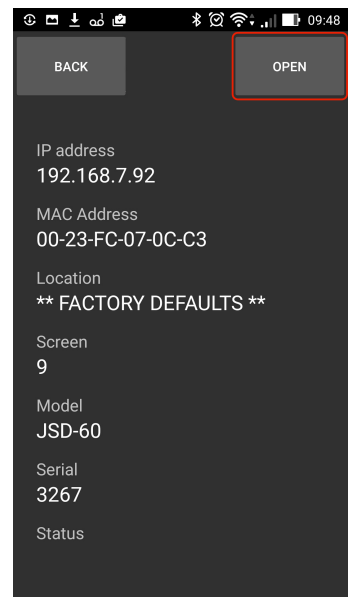 09:48
BACK
OPEN
IP address
192.168.7.92
MAC Address
00-23-FC-07-0C-C3
Location
** FACTORY DEFAULTS **
Screen
9
Model
JSD-60
Serial
3267
Status